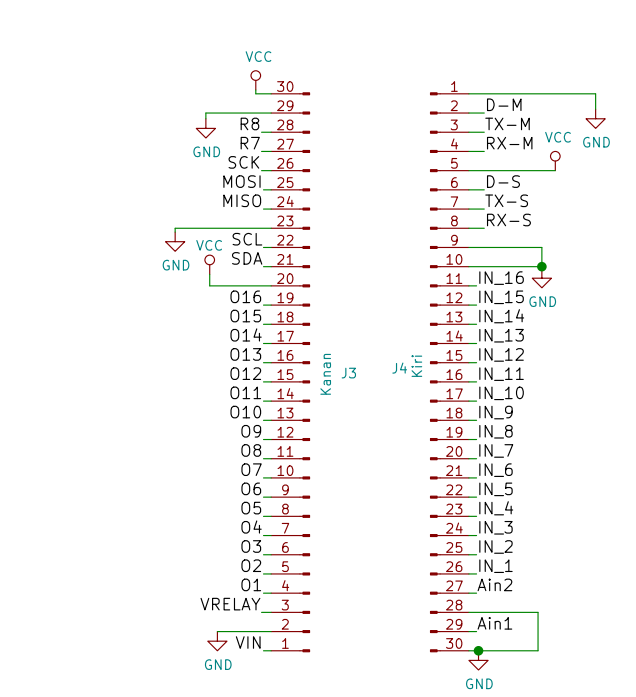 VCC
30
29
GND
R8 28
R7 27
SCK 26
MOSI 25
MISO 24
23
GND
SCL 22
VCC
SDA 21
20
O16 19
O15 18
O14 17
O13 16
O12 15
O11 14
O10 13
O9 12
O8 11
O7 10
O6 9
O5 8
O4 7
O3 6
O2 5
O1 4
VRELAY 3
2
GND
VIN 1
Kanan
J3
1
GND
2 D-M
3 TX-M
4 RX-M
VCC
5
6 D-S
7 TX-S
8 RX-S
9
10
GND
11 IN_16
12 IN_15
13 IN_14
14 IN_13
15 IN_12
16 IN_11
17 IN_10
18 IN_9
19 IN_8
20 IN_7
21 IN_6
22 IN_5
23 IN_4
24 IN_3
25 IN_2
26 IN_1
27 Ain2
28
29 Ain1
30
GND
J4
Kiri